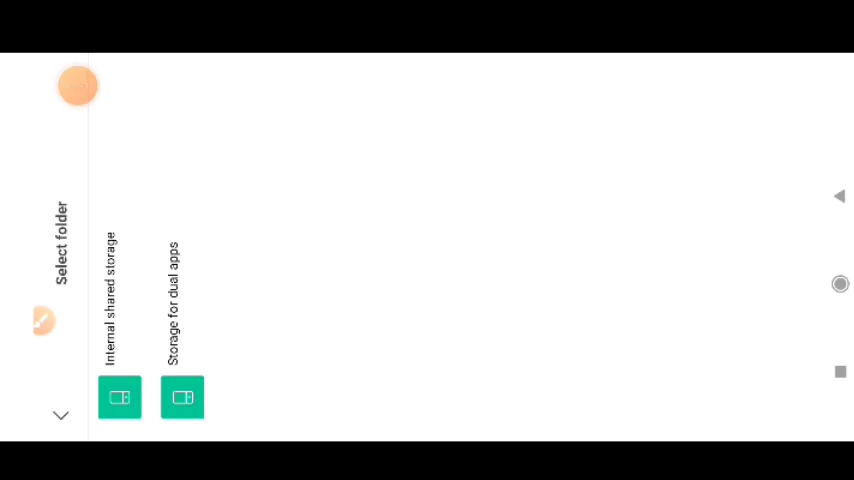 Select folder
Internal shared storage
Storage for dual apps